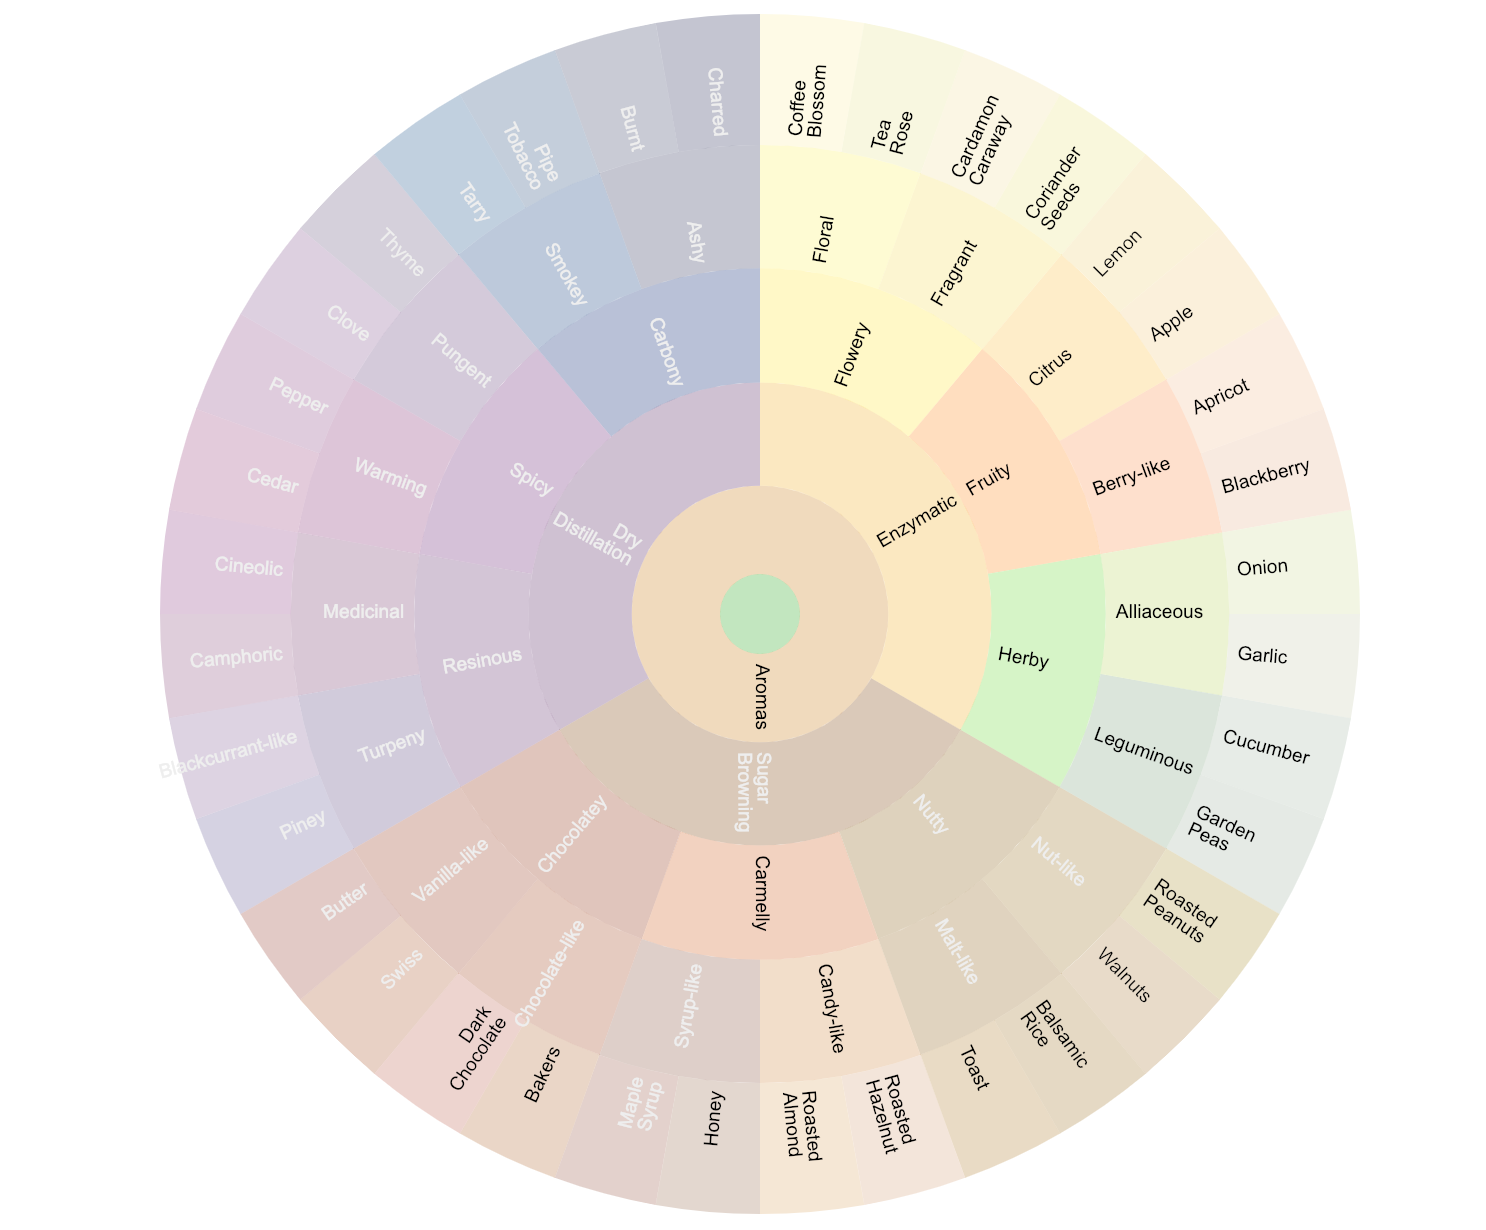 Aromas
Enzymatic
Flowery
Floral
Coffee
Blossom
Tea
Rose
Fragrant
Cardamon
Caraway
Coriander
Seeds
Fruity
Citrus
Lemon
Apple
Berry-like
Apricot
Blackberry
Herby
Alliaceous
Onion
Garlic
Leguminous
Cucumber
Garden
Peas
Sugar
Browning
Nutty
Nut-like
Roasted
Peanuts
Walnuts
Malt-like
Balsamic
Rice
Toast
Carmelly
Candy-like
Roasted
Hazelnut
Roasted
Almond
Syrup-like
Honey
Maple
Syrup
Chocolatey
Chocolate-like
Bakers
Dark
Chocolate
Vanilla-like
Swiss
Butter
Dry
Distillation
Resinous
Turpeny
Piney
Blackcurrant-like
Medicinal
Camphoric
Cineolic
Spicy
Warming
Cedar
Pepper
Pungent
Clove
Thyme
Carbony
Smokey
Tarry
Pipe
Tobacco
Ashy
Burnt
Charred